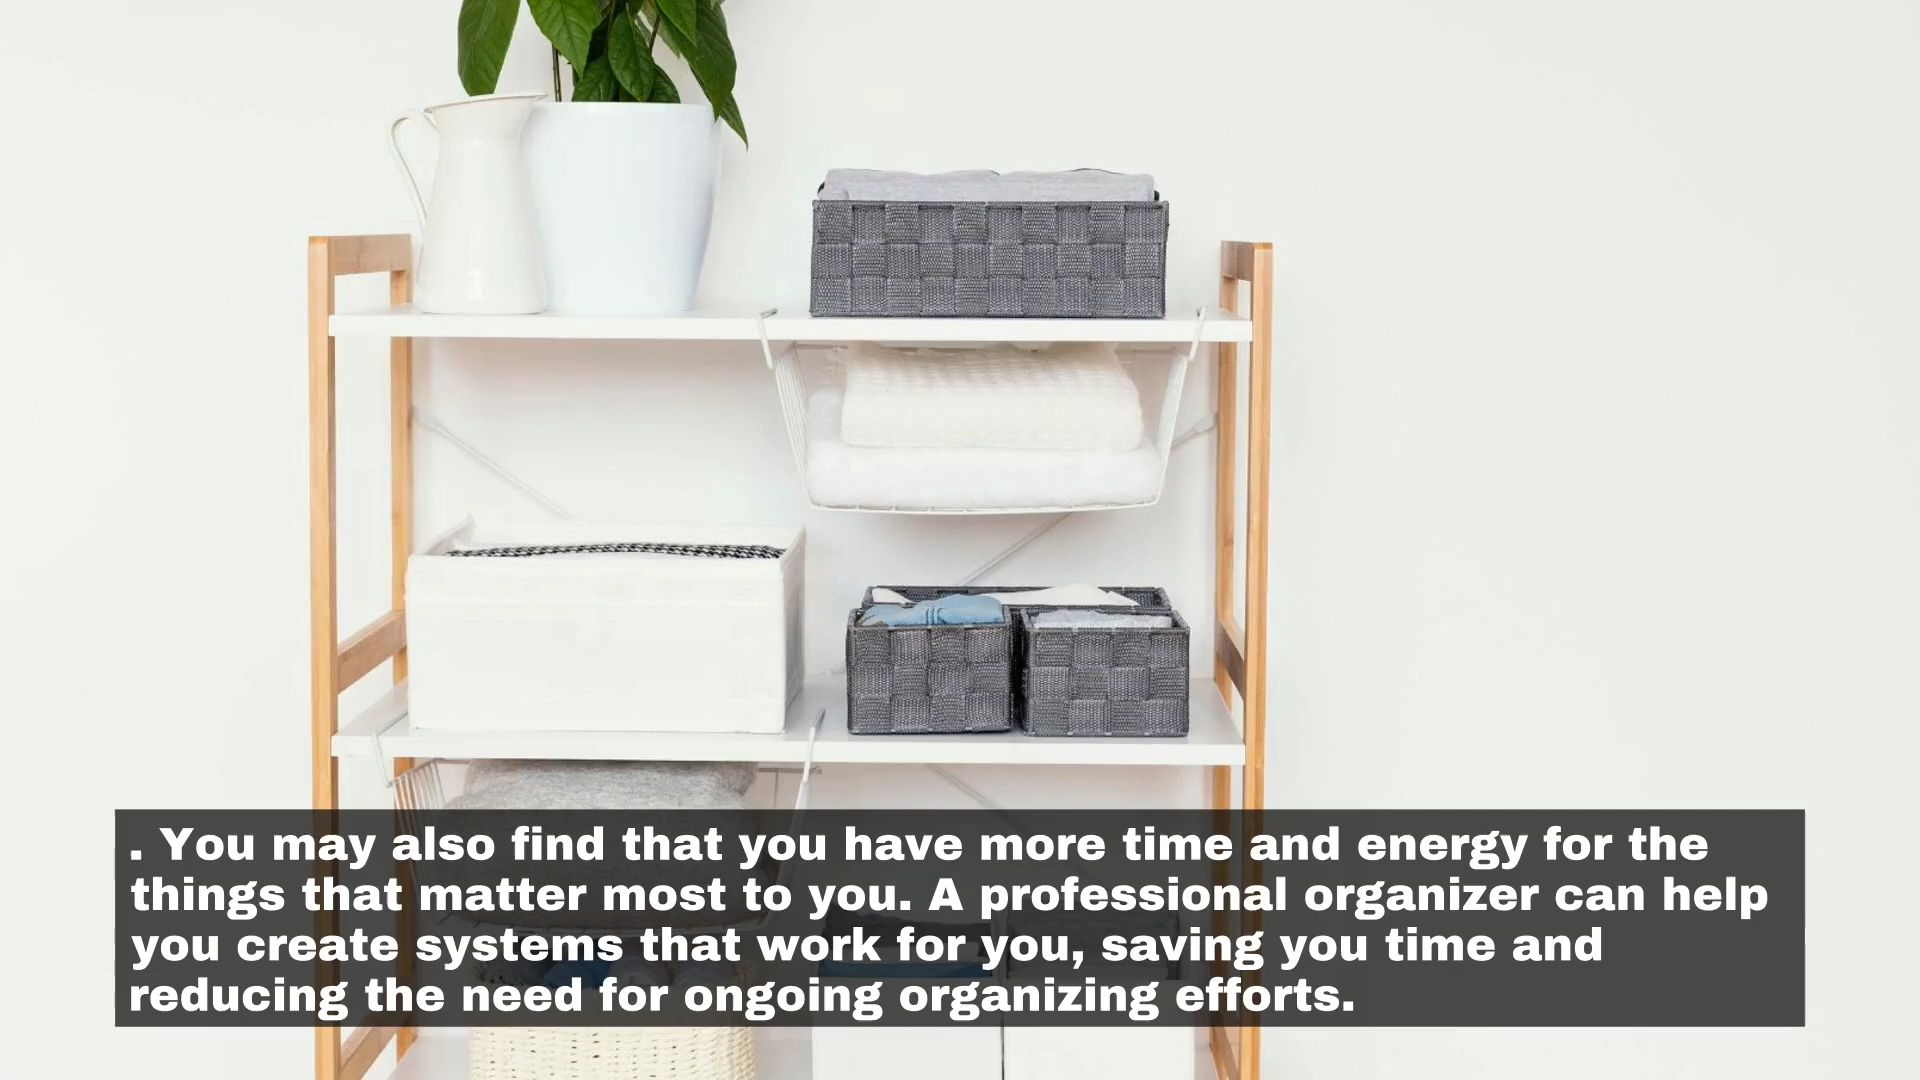 . You may also find that you have more time and energy for the
things that matter most to you. A professional organizer can help
you create systems that work for you, saving you time and
reducing the need for ongoing organizing efforts.